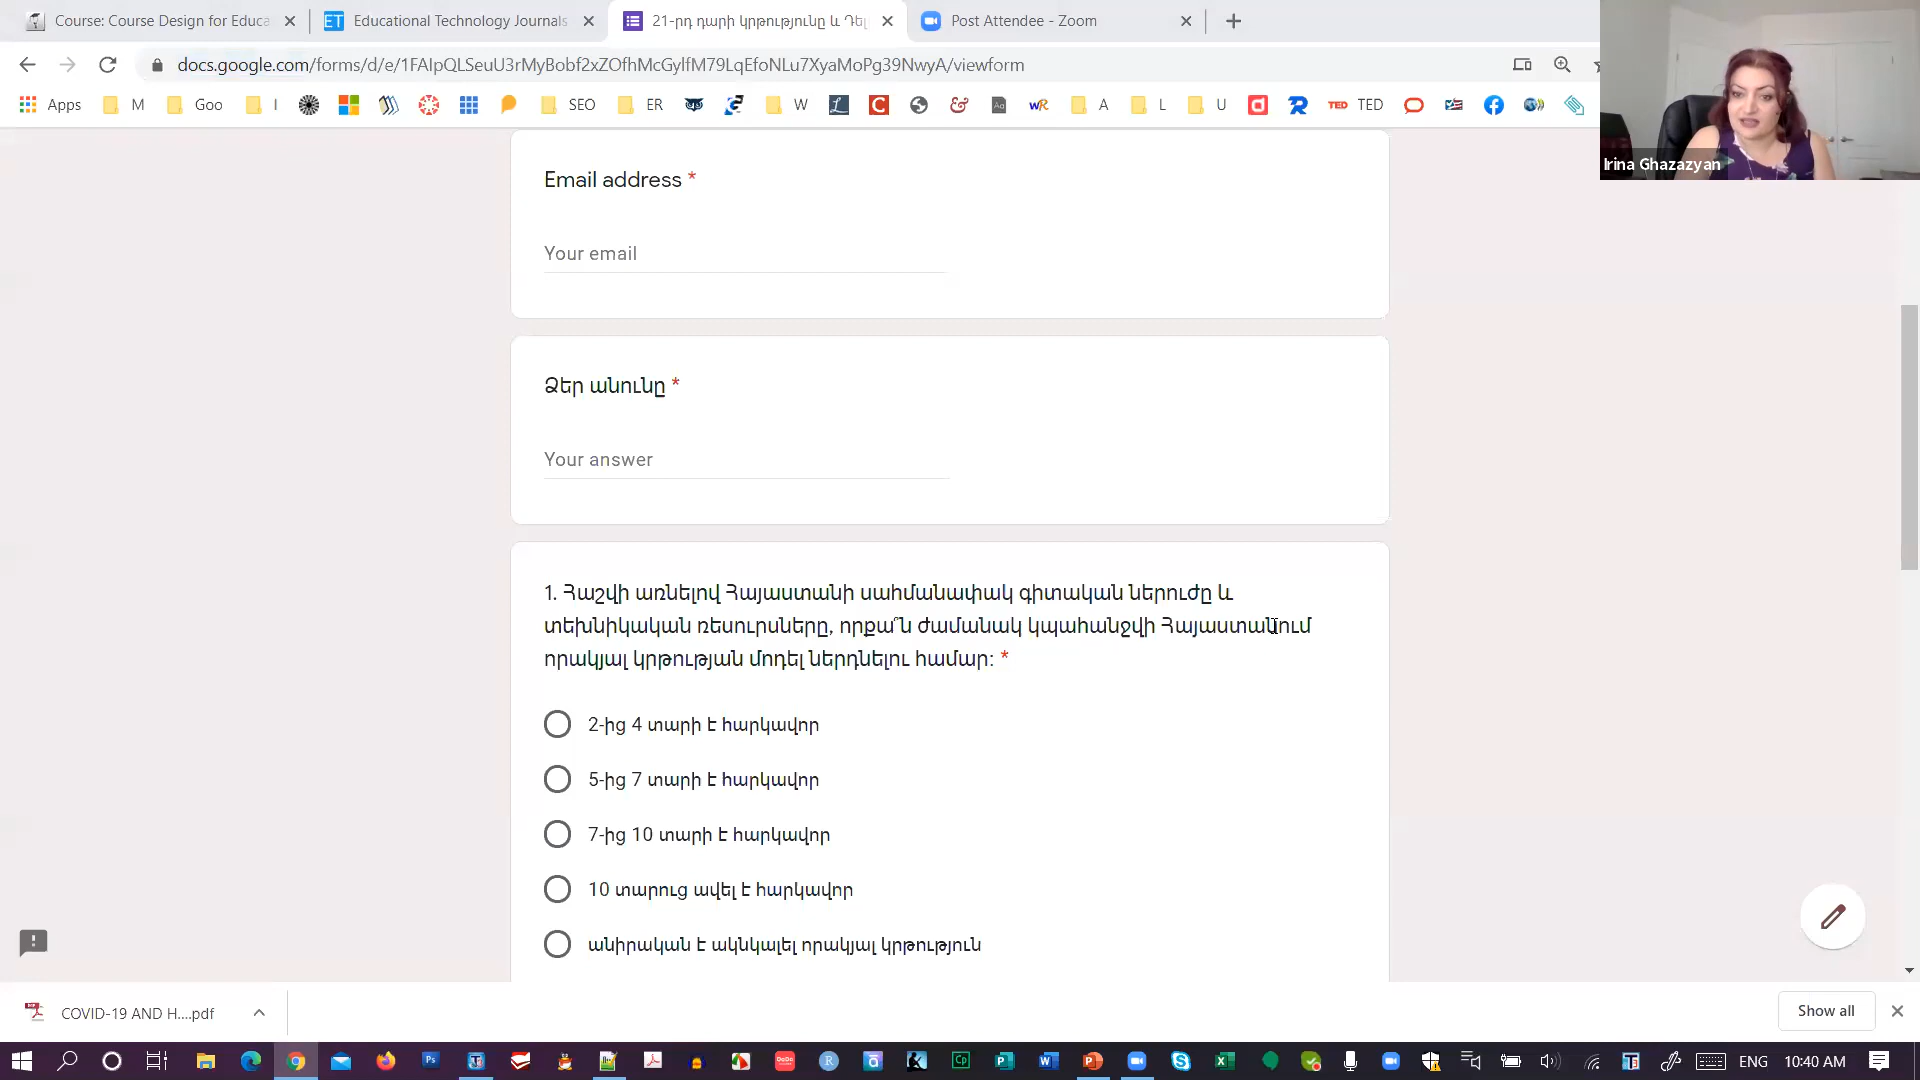 Course: Course Design for Educa
Educational Technology Journals
21-րդ դարի կրթությունը և Դել
Post Attendee - Zoom
docs.google.com/forms/d/e/1FAIpQLSeuU3rMyBobf2xZOfhMcGylfM79LqEfoNLu7XyaMoPg39NwyA/viewform
Apps M Goo I SEO ER W A L U TED TED
Irina Ghazazyan
Email address *
Your email
Ձեր անունը *
Your answer
1. Հաշվի առնելով Հայաստանի սահմանափակ գիտական ներուժը և
տեխնիկական ռեսուրսները, որքա՞ն ժամանակ կպահանջվի Հայաստանում
որակյալ կրթության մոդել ներդնելու համար: *
2-ից 4 տարի է հարկավոր
5-ից 7 տարի է հարկավոր
7-ից 10 տարի է հարկավոր
10 տարուց ավել է հարկավոր
անիրական է ակնկալել որակյալ կրթություն
COVID-19 AND H....pdf
Show all
ENG 10:40 AM